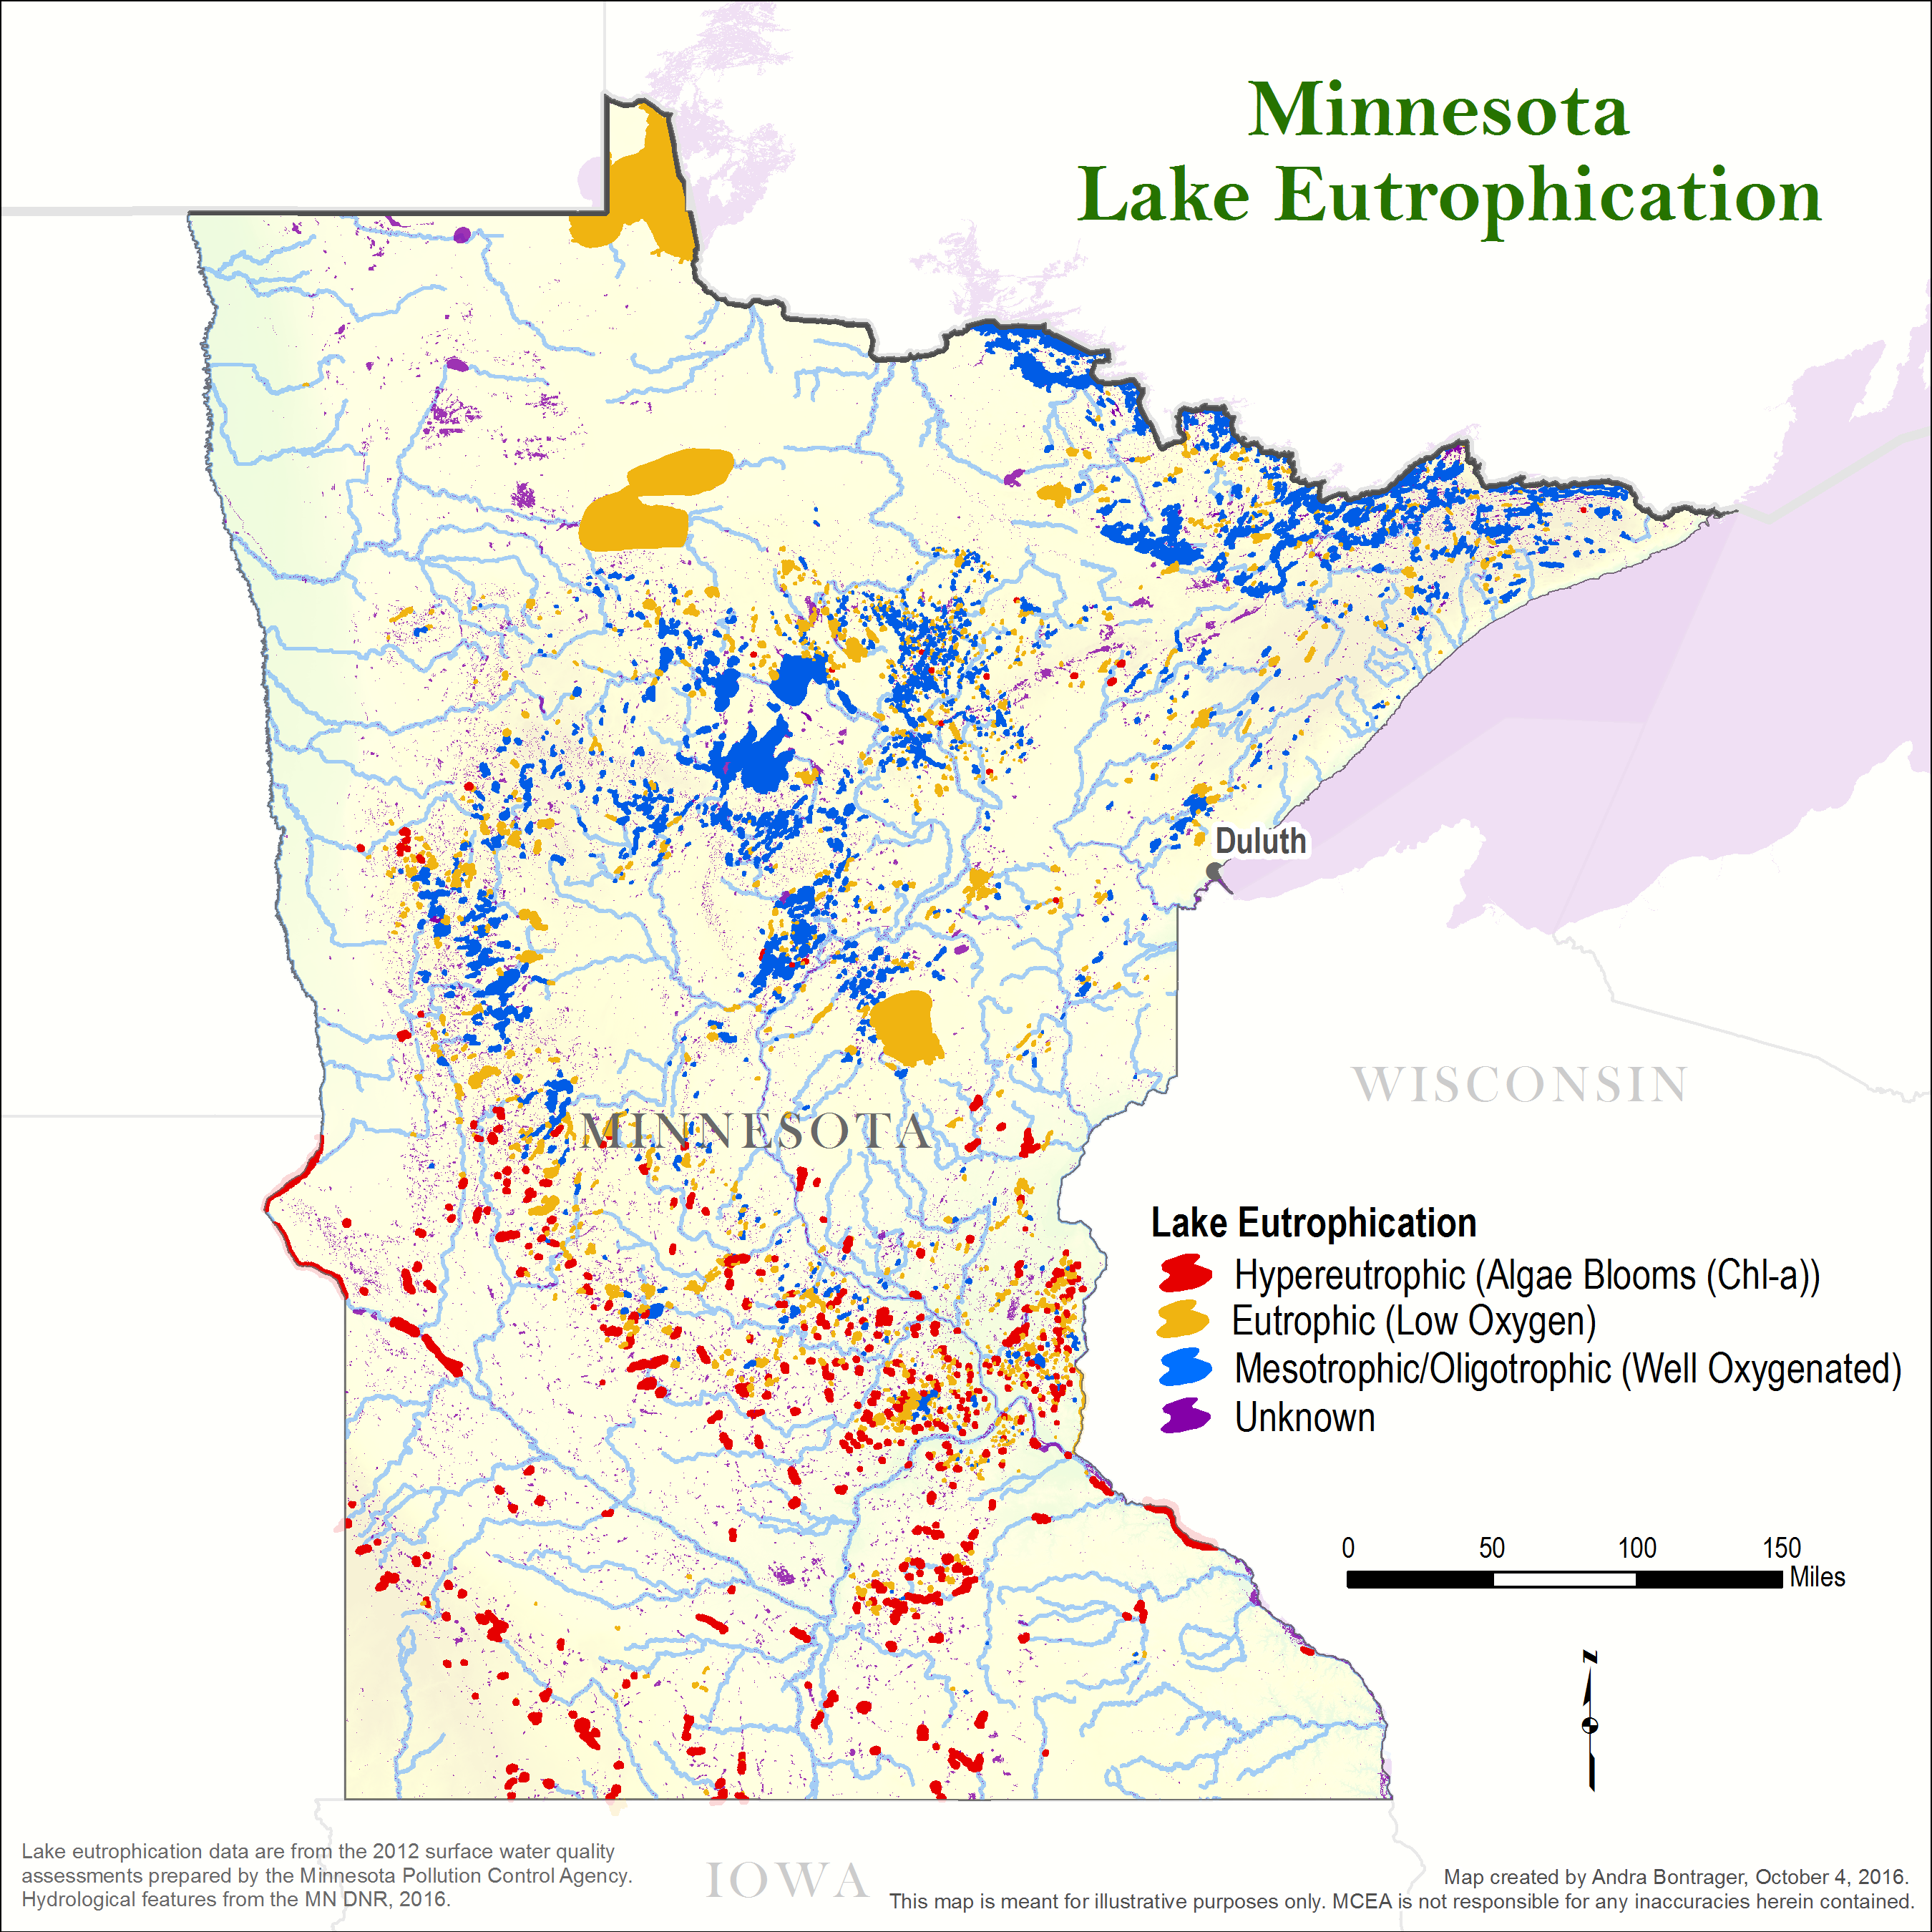 Minnesota
Lake Eutrophication
Duluth
WISCONSIN
MINNESOTA
Lake Eutrophication
Hypereutrophic (Algae Blooms (Chl-a))
Eutrophic (Low Oxygen)
Mesotrophic/Oligotrophic (Well Oxygenated)
Unknown
0 50 100 150
Miles
N
Lake eutrophication data are from the 2012 surface water quality
assessments prepared by the Minnesota Pollution Control Agency.
Hydrological features from the MN DNR, 2016.
IOWA
Map created by Andra Bontrager, October 4, 2016.
This map is meant for illustrative purposes only. MCEA is not responsible for any inaccuracies herein contained.